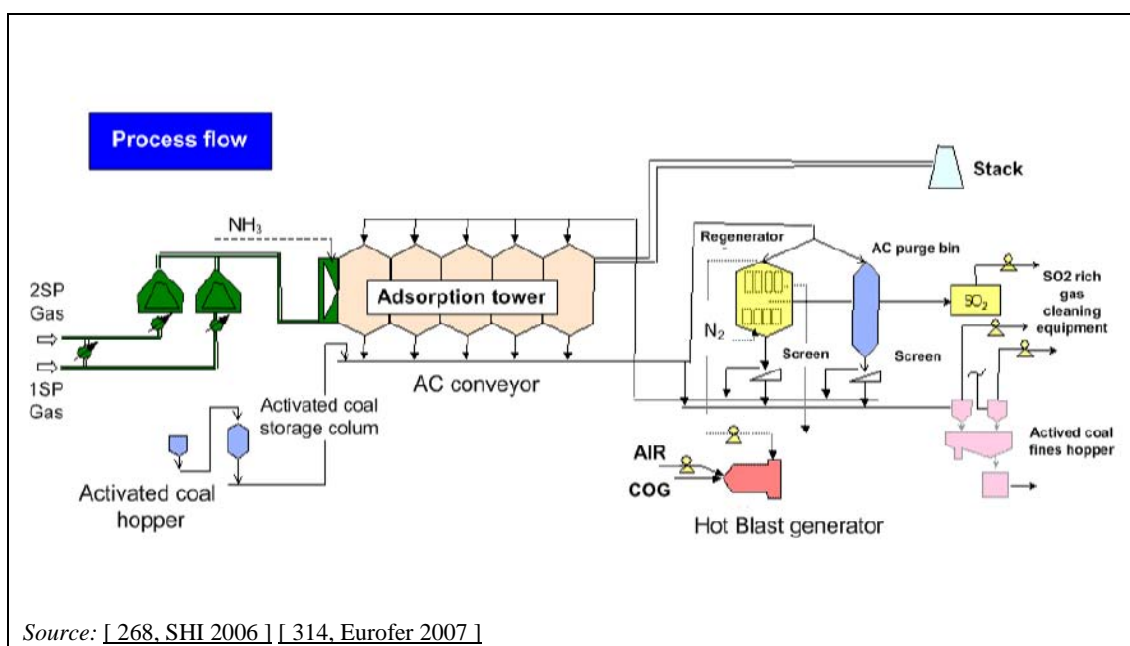 Process flow
Stack
NH3
Regenerator
AC purge bin
2SP
Gas
1SP
Gas
Adsorption tower
SO2
SO2 rich
gas
cleaning
equipment
N2
Screen
Screen
AC conveyor
Activated coal
storage colum
Activated coal
hopper
Actived coal
fines hopper
AIR
COG
Hot Blast generator
Source: [ 268, SHI 2006 ] [ 314, Eurofer 2007 ]